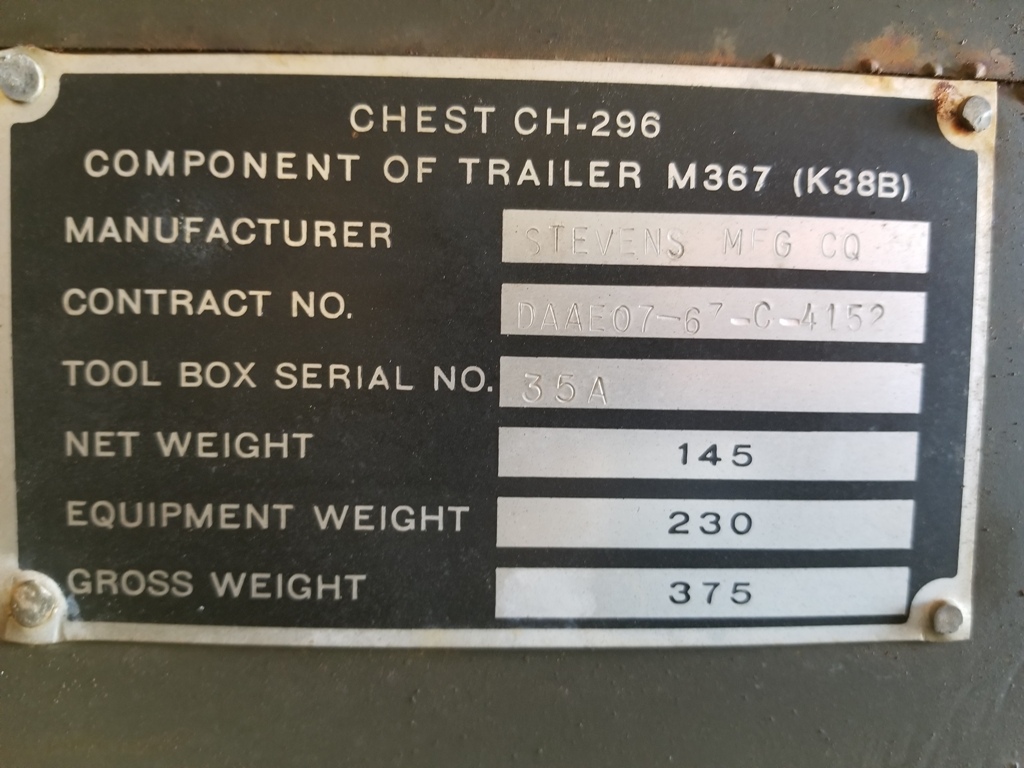 CHEST CH-296
COMPONENT OF TRAILER M367 (K38B)
MANUFACTURER STEVENS MFG CO
CONTRACT NO. DAAE07-67-C-4152
TOOL BOX SERIAL NO. 35A
NET WEIGHT 145
EQUIPMENT WEIGHT 230
GROSS WEIGHT 375